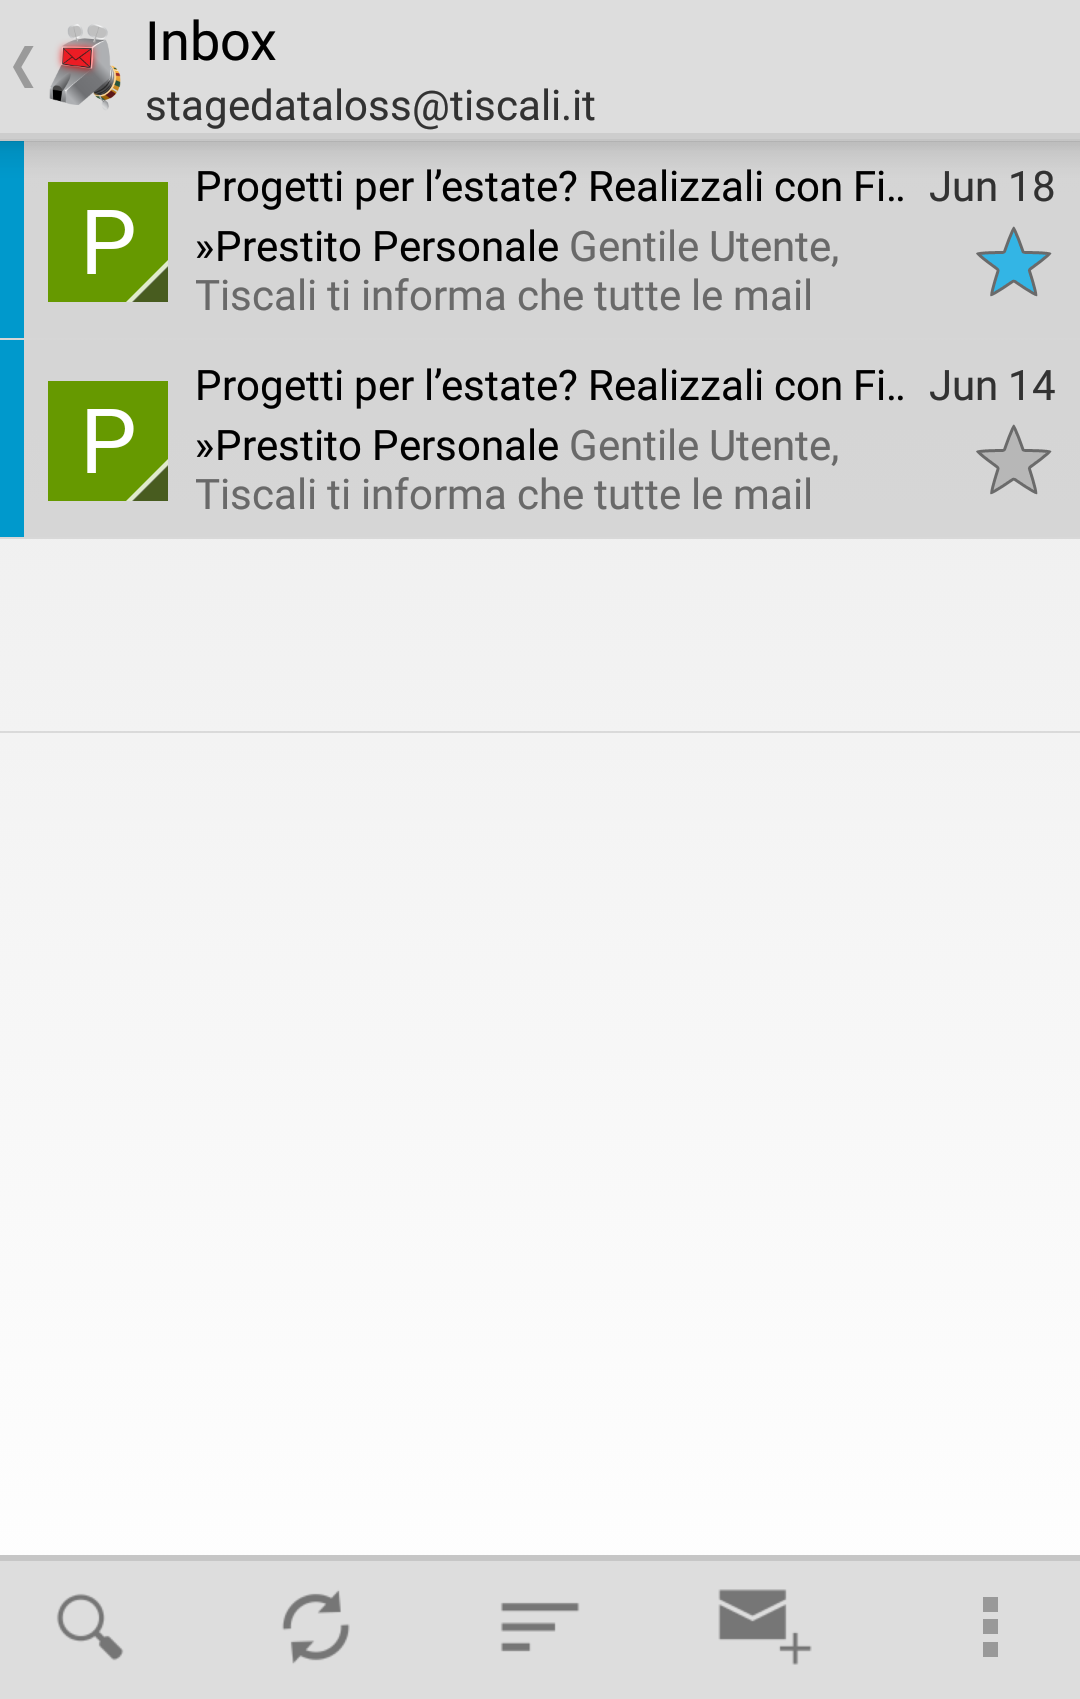 Inbox
stagedataloss@tiscali.it
P
Progetti per l’estate? Realizzali con Fi.. Jun 18
»Prestito Personale Gentile Utente,
Tiscali ti informa che tutte le mail
P
Progetti per l’estate? Realizzali con Fi.. Jun 14
»Prestito Personale Gentile Utente,
Tiscali ti informa che tutte le mail